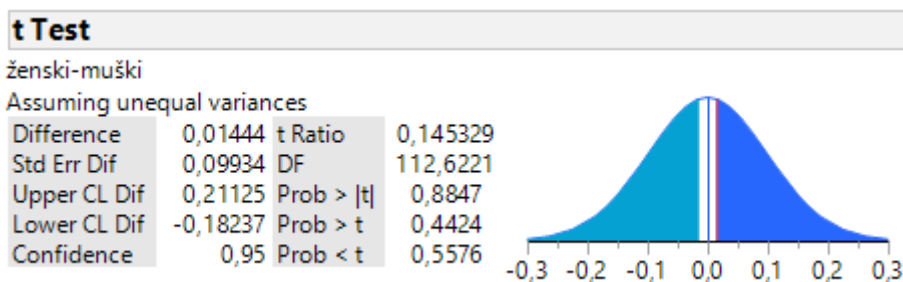 t Test
ženski-muški
Assuming unequal variances
Difference 0,01444 t Ratio 0,145329
Std Err Dif 0,09934 DF 112,6221
Upper CL Dif 0,21125 Prob > |t| 0,8847
Lower CL Dif -0,18237 Prob > t 0,4424
Confidence 0,95 Prob < t 0,5576
-0,3 -0,2 -0,1 0,0 0,1 0,2 0,3